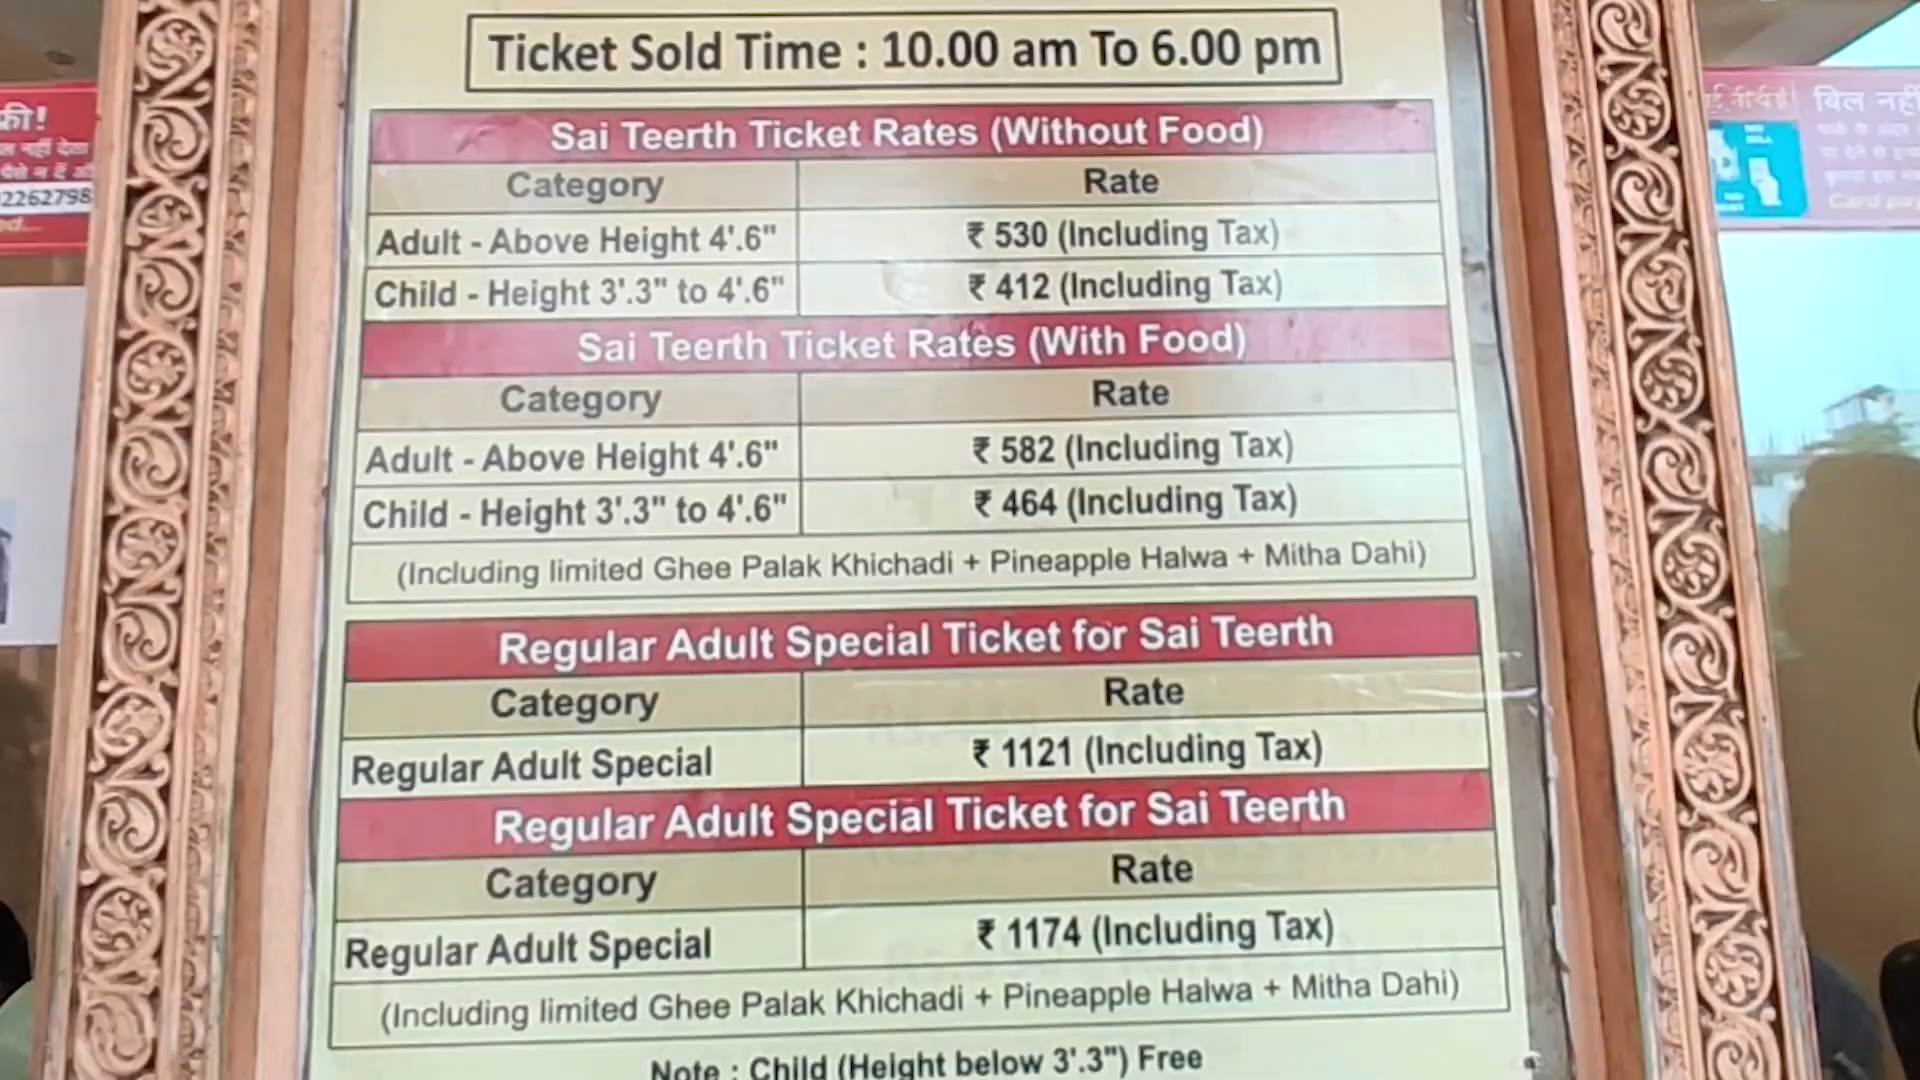 Ticket Sold Time : 10.00 am To 6.00 pm
Sai Teerth Ticket Rates (Without Food)
Category Rate
Adult - Above Height 4'.6" ₹ 530 (Including Tax)
Child - Height 3'.3" to 4'.6" ₹ 412 (Including Tax)
Sai Teerth Ticket Rates (With Food)
Category Rate
Adult - Above Height 4'.6" ₹ 582 (Including Tax)
Child - Height 3'.3" to 4'.6" ₹ 464 (Including Tax)
(Including limited Ghee Palak Khichadi + Pineapple Halwa + Mitha Dahi)
Regular Adult Special Ticket for Sai Teerth
Category Rate
Regular Adult Special ₹ 1121 (Including Tax)
Regular Adult Special Ticket for Sai Teerth
Category Rate
Regular Adult Special ₹ 1174 (Including Tax)
(Including limited Ghee Palak Khichadi + Pineapple Halwa + Mitha Dahi)
Note : Child (Height below 3'.3") Free
फ्री!
नहीं देता
पैसे न दें
2262798
बिल नहीं
Card pay